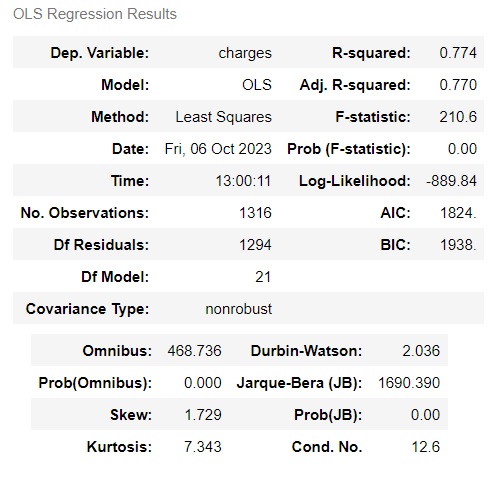 OLS Regression Results
Dep. Variable: charges R-squared: 0.774
Model: OLS Adj. R-squared: 0.770
Method: Least Squares F-statistic: 210.6
Date: Fri, 06 Oct 2023 Prob (F-statistic): 0.00
Time: 13:00:11 Log-Likelihood: -889.84
No. Observations: 1316 AIC: 1824.
Df Residuals: 1294 BIC: 1938.
Df Model: 21
Covariance Type: nonrobust
Omnibus: 468.736 Durbin-Watson: 2.036
Prob(Omnibus): 0.000 Jarque-Bera (JB): 1690.390
Skew: 1.729 Prob(JB): 0.00
Kurtosis: 7.343 Cond. No. 12.6